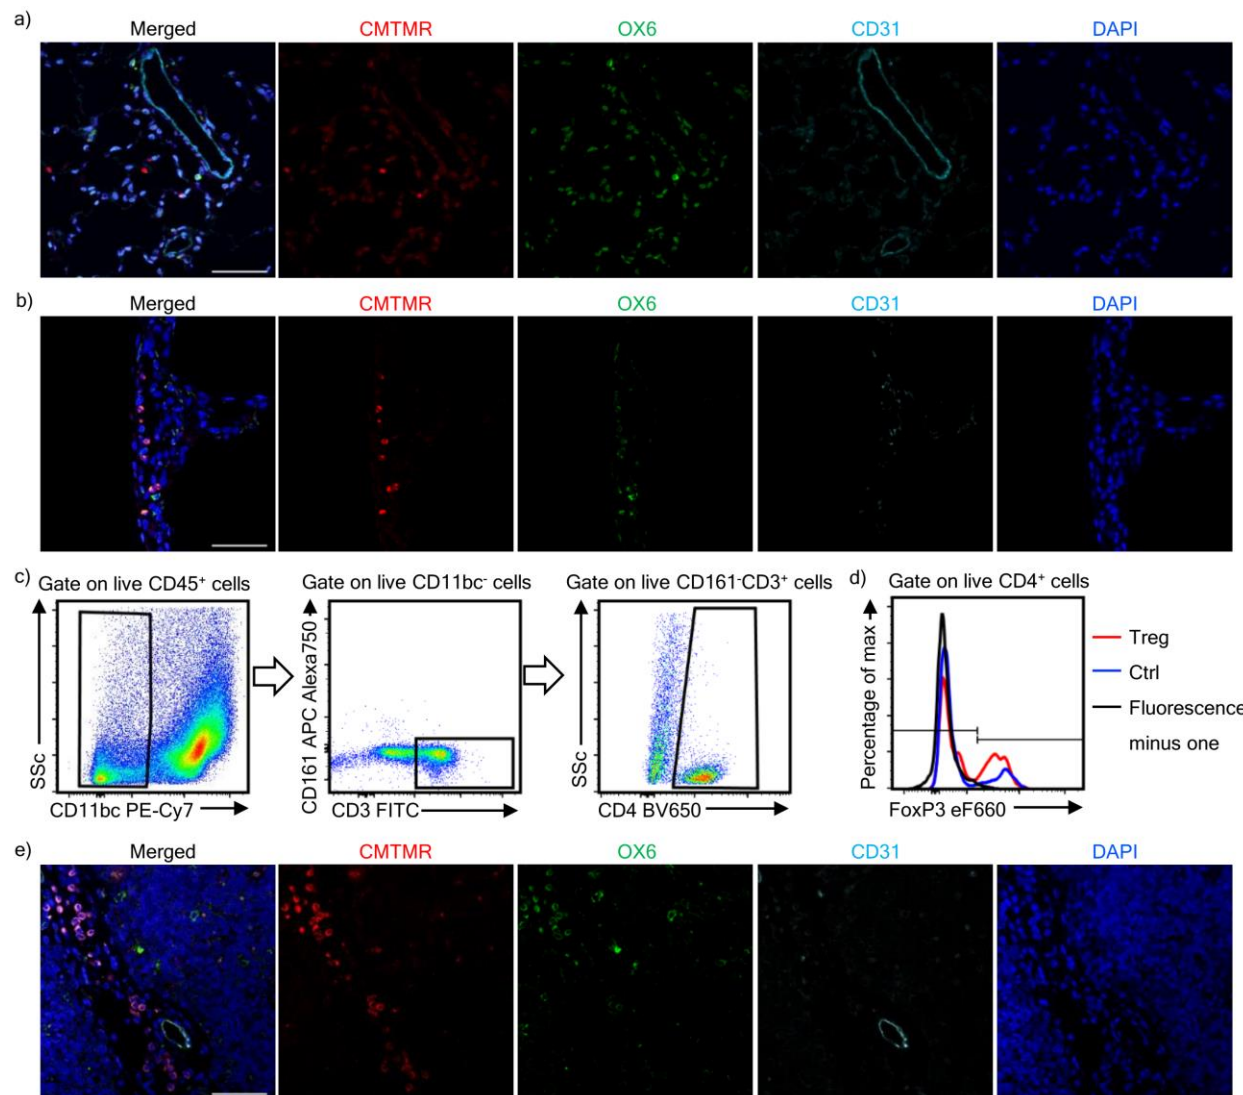 a)
Merged
CMTMR
OX6
CD31
DAPI
b)
Merged
CMTMR
OX6
CD31
DAPI
c)
Gate on live CD45⁺ cells
SSc
CD11bc PE-Cy7
Gate on live CD11bc⁻ cells
CD161 APC Alexa750
CD3 FITC
Gate on live CD161⁻CD3⁺ cells
SSc
CD4 BV650
d)
Gate on live CD4⁺ cells
Percentage of max
FoxP3 eF660
Treg
Ctrl
Fluorescence
minus one
e)
Merged
CMTMR
OX6
CD31
DAPI